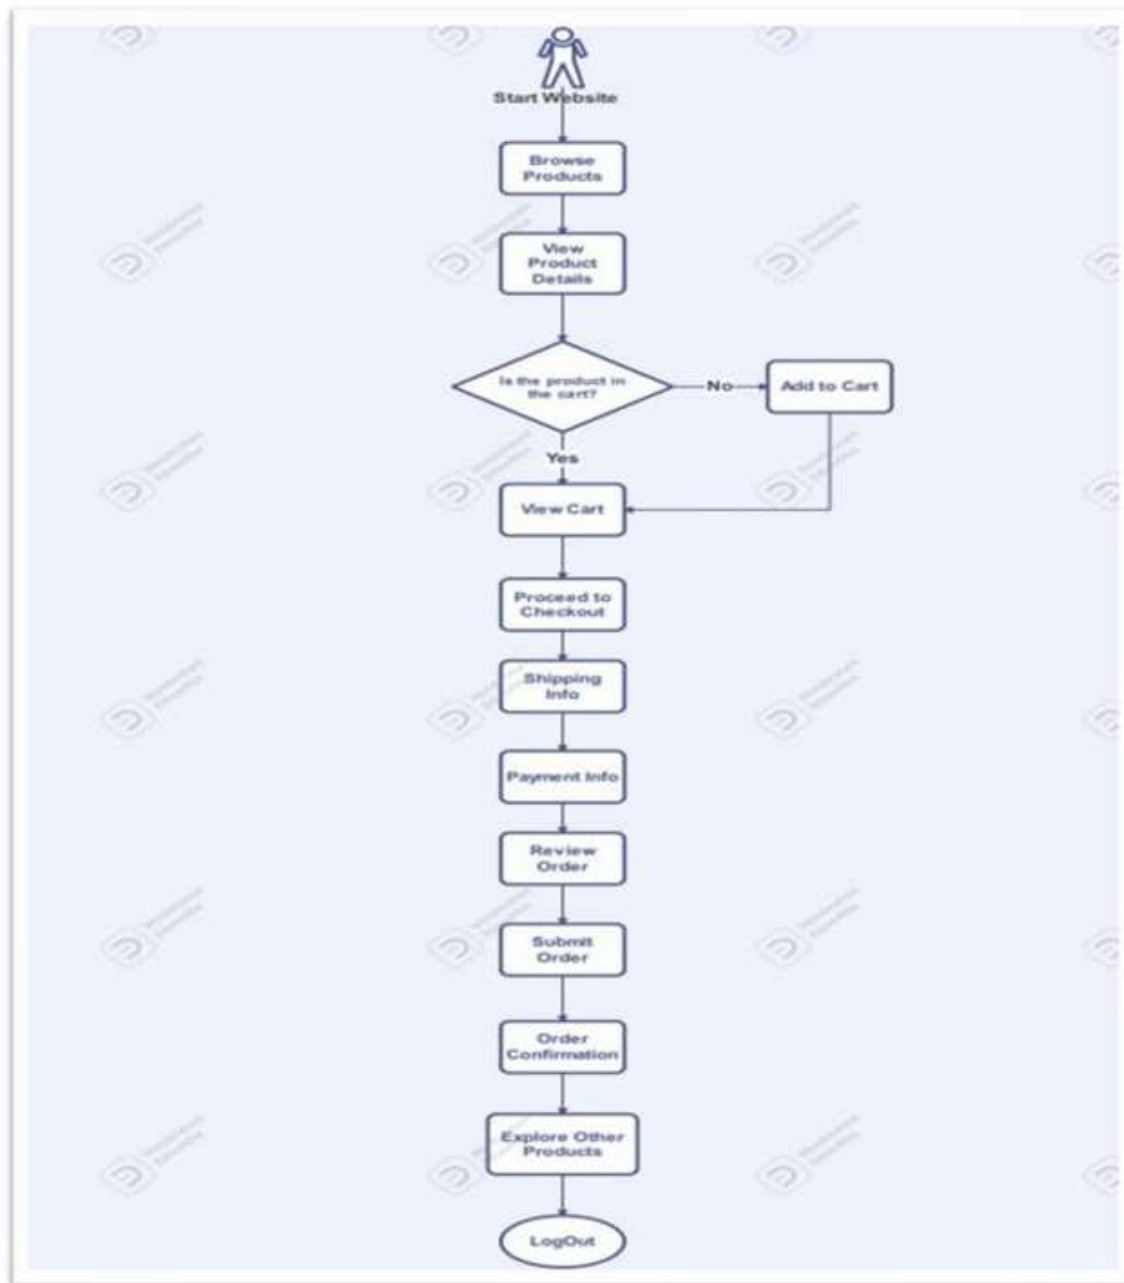 Start Website
Browse
Products
View
Product
Details
Is the product in
the cart?
No
Add to Cart
Yes
View Cart
Proceed to
Checkout
Shipping
Info
Payment Info
Review
Order
Submit
Order
Order
Confirmation
Explore Other
Products
LogOut